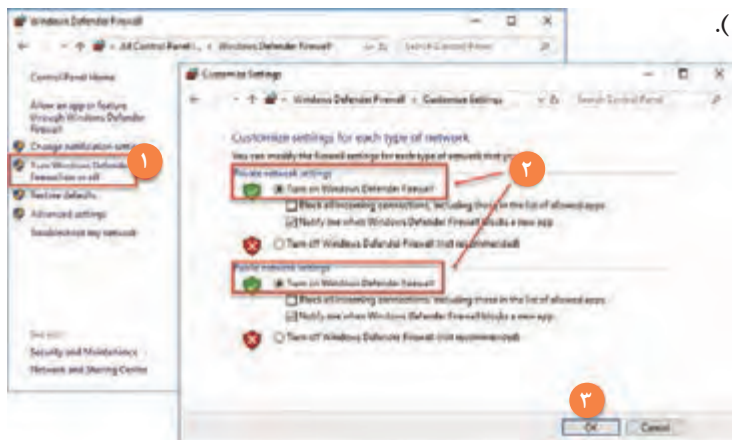 .(
Windows Defender Firewall
All Control Panel... Windows Defender Firewall
Search Control Panel
Control Panel Home
Allow an app or feature
through Windows Defender
Firewall
Change notification settings
Turn Windows Defender
Firewall on or off
Restore defaults
Advanced settings
Troubleshoot my network
See also
Security and Maintenance
Network and Sharing Center
۱
Customize Settings
Windows Defender Firewall Customize Settings
Search Control Panel
Customize settings for each type of network
You can modify the firewall settings for each type of network that you
Private network settings
Turn on Windows Defender Firewall
Block all incoming connections, including those in the list of allowed apps
Notify me when Windows Defender Firewall blocks a new app
Turn off Windows Defender Firewall (not recommended)
۲
Public network settings
Turn on Windows Defender Firewall
Block all incoming connections, including those in the list of allowed apps
Notify me when Windows Defender Firewall blocks a new app
Turn off Windows Defender Firewall (not recommended)
۳
OK Cancel